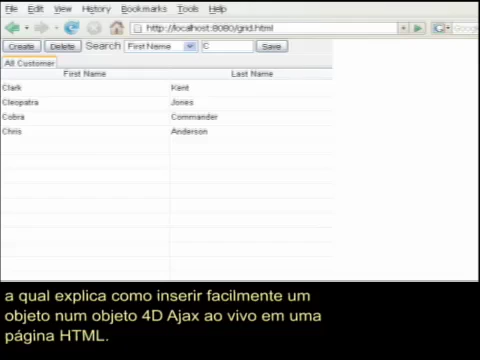 File Edit View History Bookmarks Tools Help
http://localhost:8080/grid.html
Create Delete Search First Name C Save
All Customer
First Name Last Name
Clark Kent
Cleopatra Jones
Cobra Commander
Chris Anderson
a qual explica como inserir facilmente um
objeto num objeto 4D Ajax ao vivo em uma
página HTML.